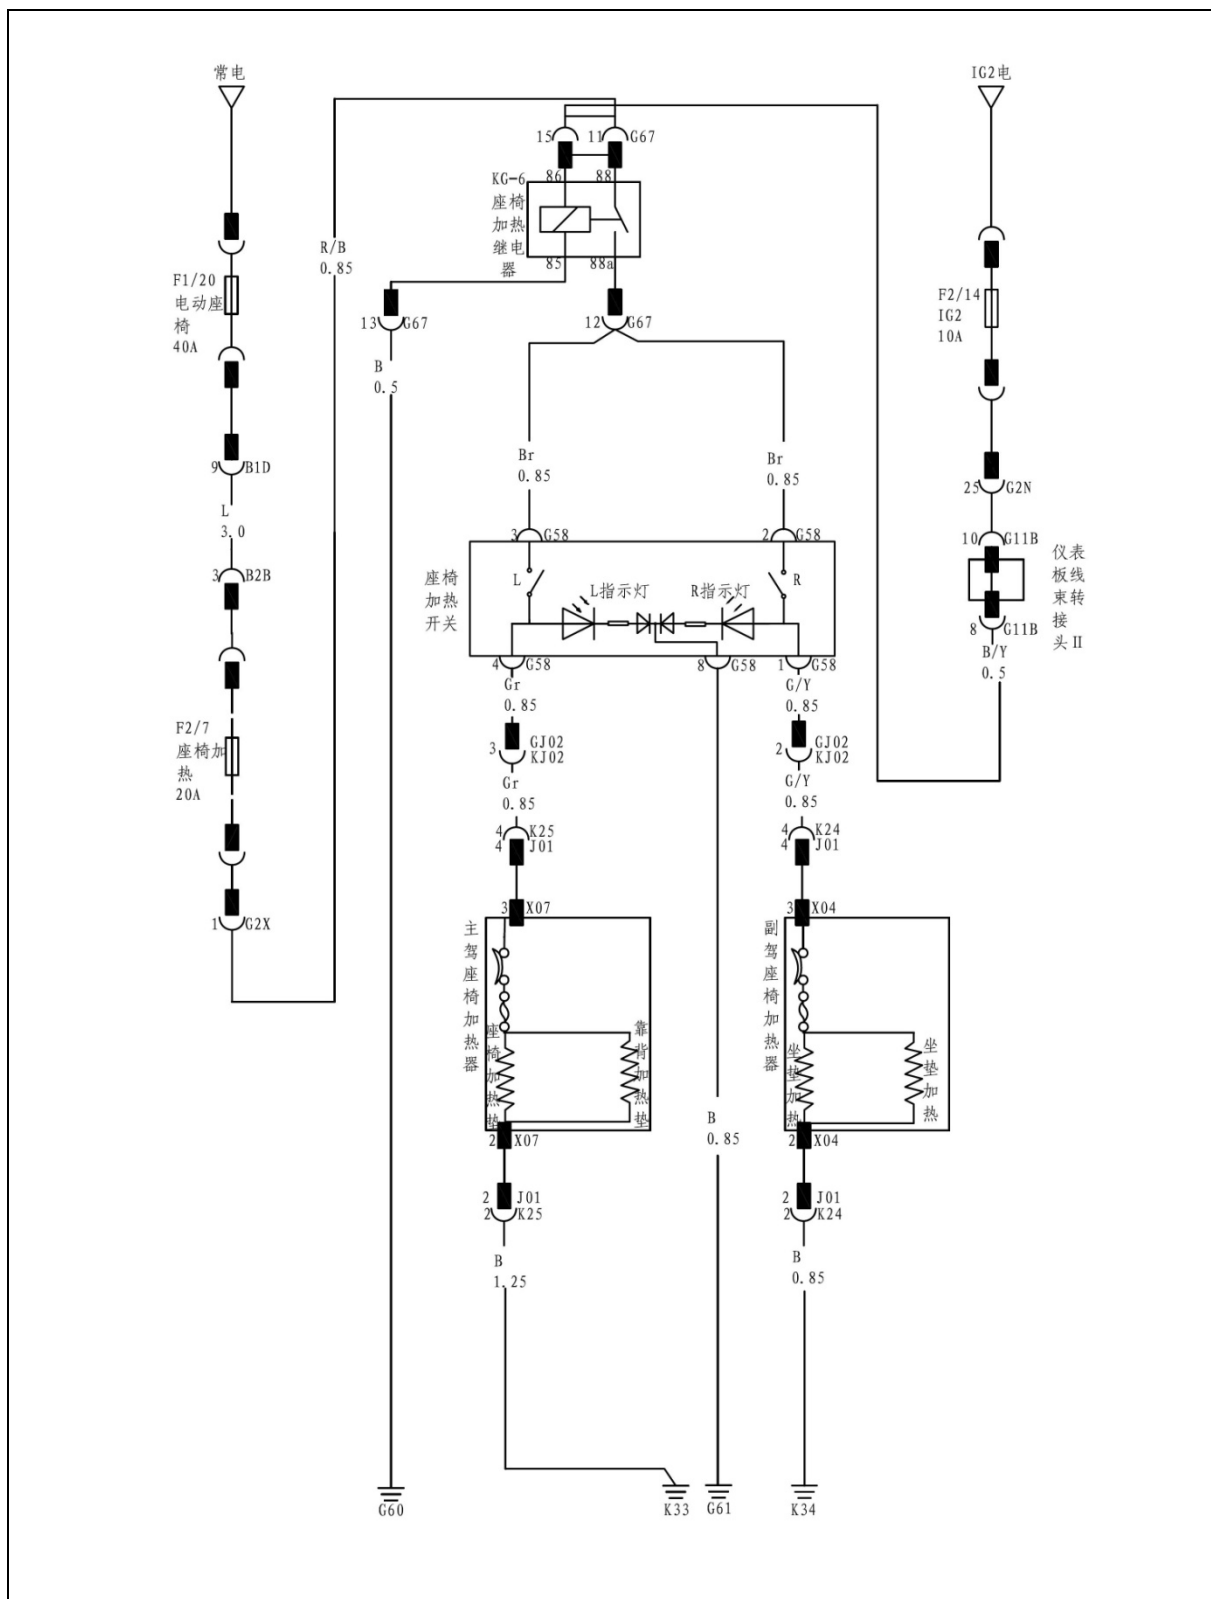 常电
IG2电
15
11
G67
86
88
KG-6
座椅
加热
继电
器
85
88a
R/B
0.85
F1/20
电动座
椅
40A
F2/14
IG2
10A
13
G67
12
G67
B
0.5
9
B1D
L
3.0
Br
0.85
Br
0.85
25
G2N
3
G58
2
G58
10
G11B
仪表
板线
束转
接
头II
3
B2B
座椅
加热
开关
L
R
L指示灯
R指示灯
8
G11B
B/Y
0.5
4
G58
8
G58
1
G58
Gr
0.85
G/Y
0.85
F2/7
座椅加
热
20A
3
GJ02
KJ02
2
GJ02
KJ02
Gr
0.85
G/Y
0.85
4
K25
4
J01
4
K24
4
J01
1
G2X
3
X07
3
X04
主驾座椅加热器
座椅加热垫
靠背加热垫
副驾座椅加热器
坐垫加热
坐垫加热
2
X07
2
X04
B
0.85
2
J01
2
K25
2
J01
2
K24
B
1.25
B
0.85
G60
K33
G61
K34